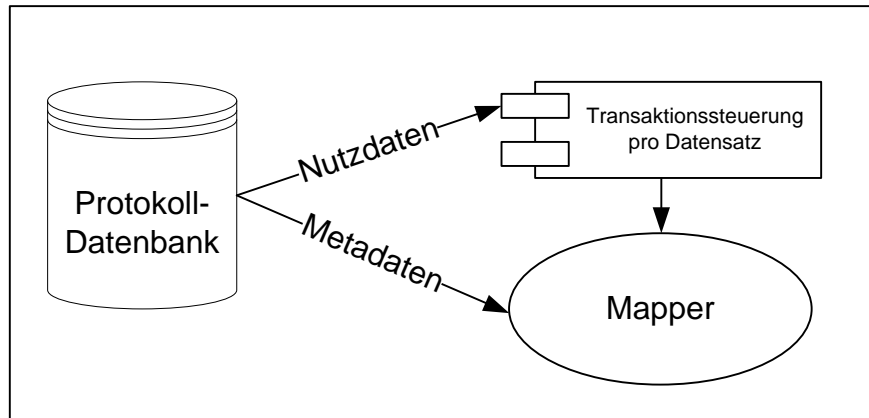 Protokoll-
Datenbank
Nutzdaten
Metadaten
Transaktionssteuerung
pro Datensatz
Mapper